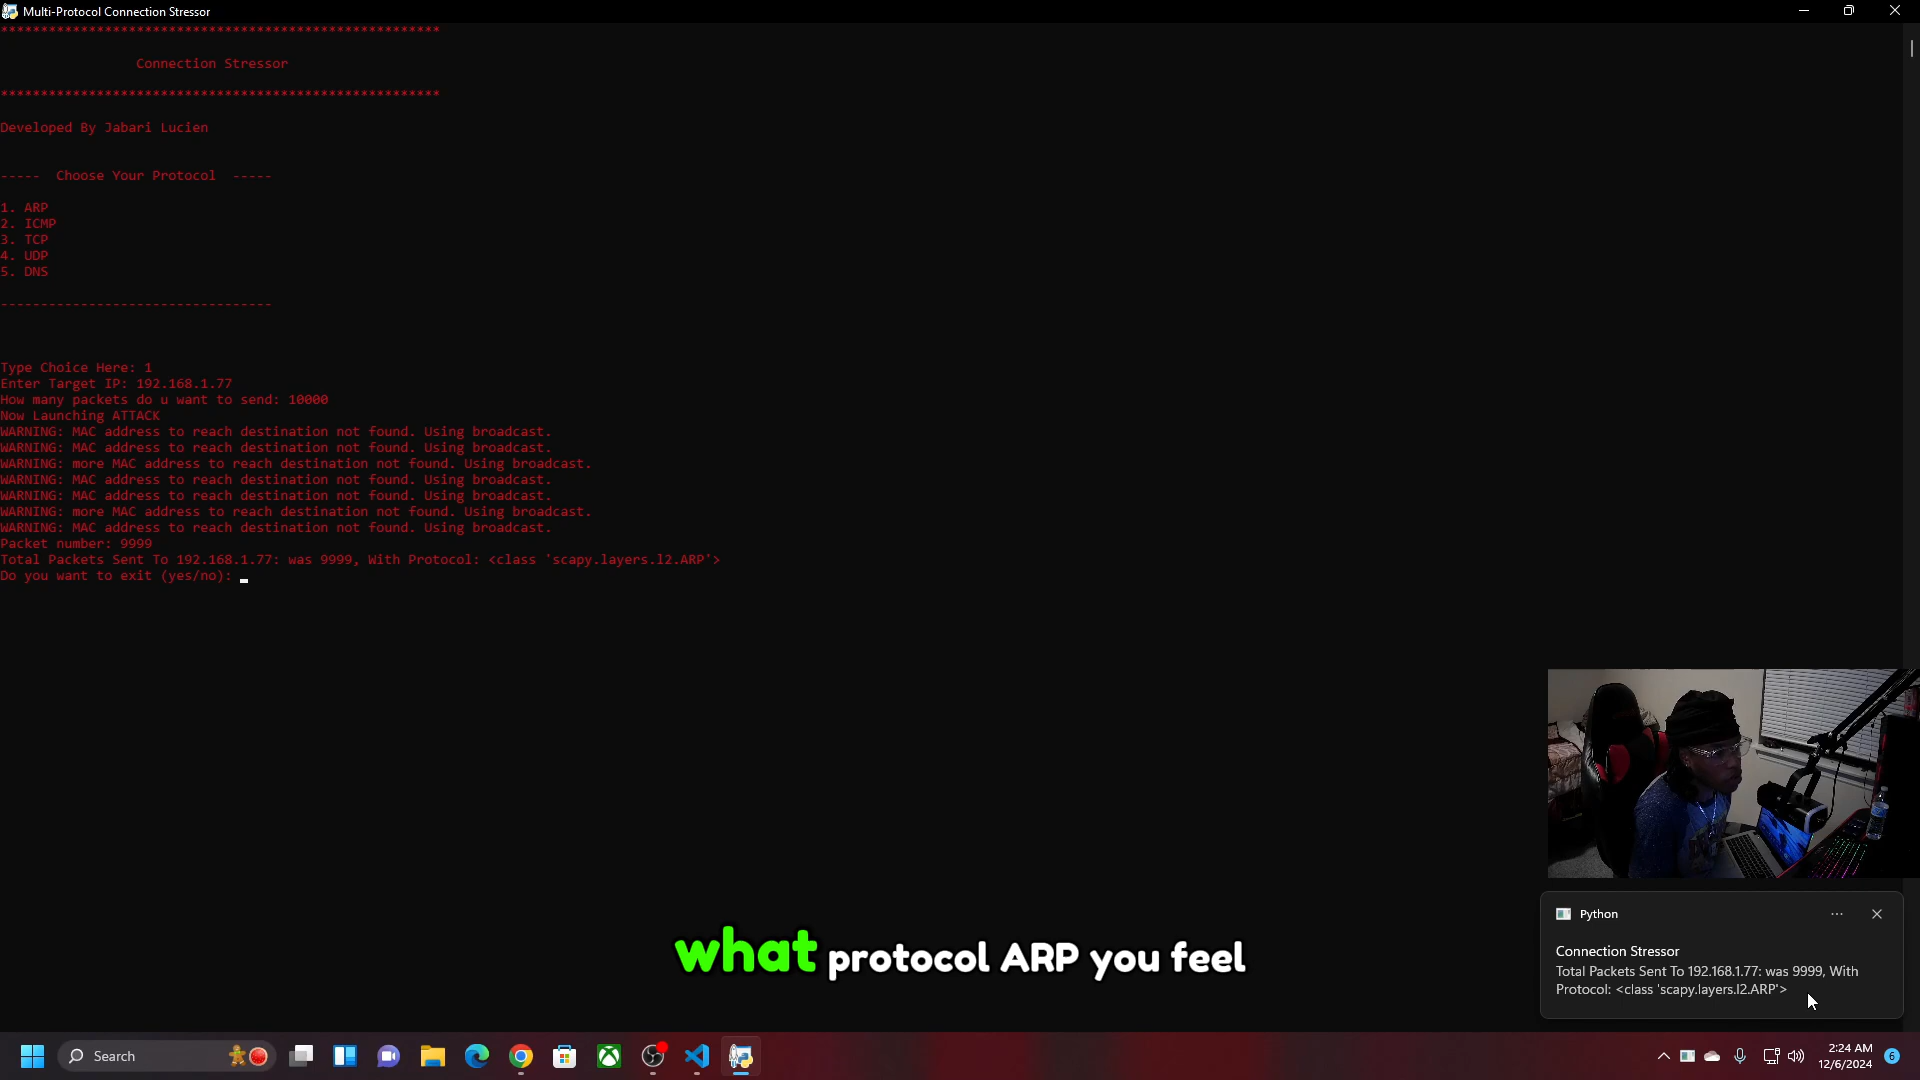 Multi-Protocol Connection Stressor
*******************************************************
Connection Stressor
*******************************************************
Developed By Jabari Lucien
----- Choose Your Protocol -----
1. ARP
2. ICMP
3. TCP
4. UDP
5. DNS
----------------------------------
Type Choice Here: 1
Enter Target IP: 192.168.1.77
How many packets do u want to send: 10000
Now Launching ATTACK
WARNING: MAC address to reach destination not found. Using broadcast.
WARNING: MAC address to reach destination not found. Using broadcast.
WARNING: more MAC address to reach destination not found. Using broadcast.
WARNING: MAC address to reach destination not found. Using broadcast.
WARNING: MAC address to reach destination not found. Using broadcast.
WARNING: more MAC address to reach destination not found. Using broadcast.
WARNING: MAC address to reach destination not found. Using broadcast.
Packet number: 9999
Total Packets Sent To 192.168.1.77: was 9999, With Protocol: <class 'scapy.layers.l2.ARP'>
Do you want to exit (yes/no):
what protocol ARP you feel
Python
Connection Stressor
Total Packets Sent To 192.168.1.77: was 9999, With
Protocol: <class 'scapy.layers.l2.ARP'>
Search
2:24 AM
12/6/2024
6